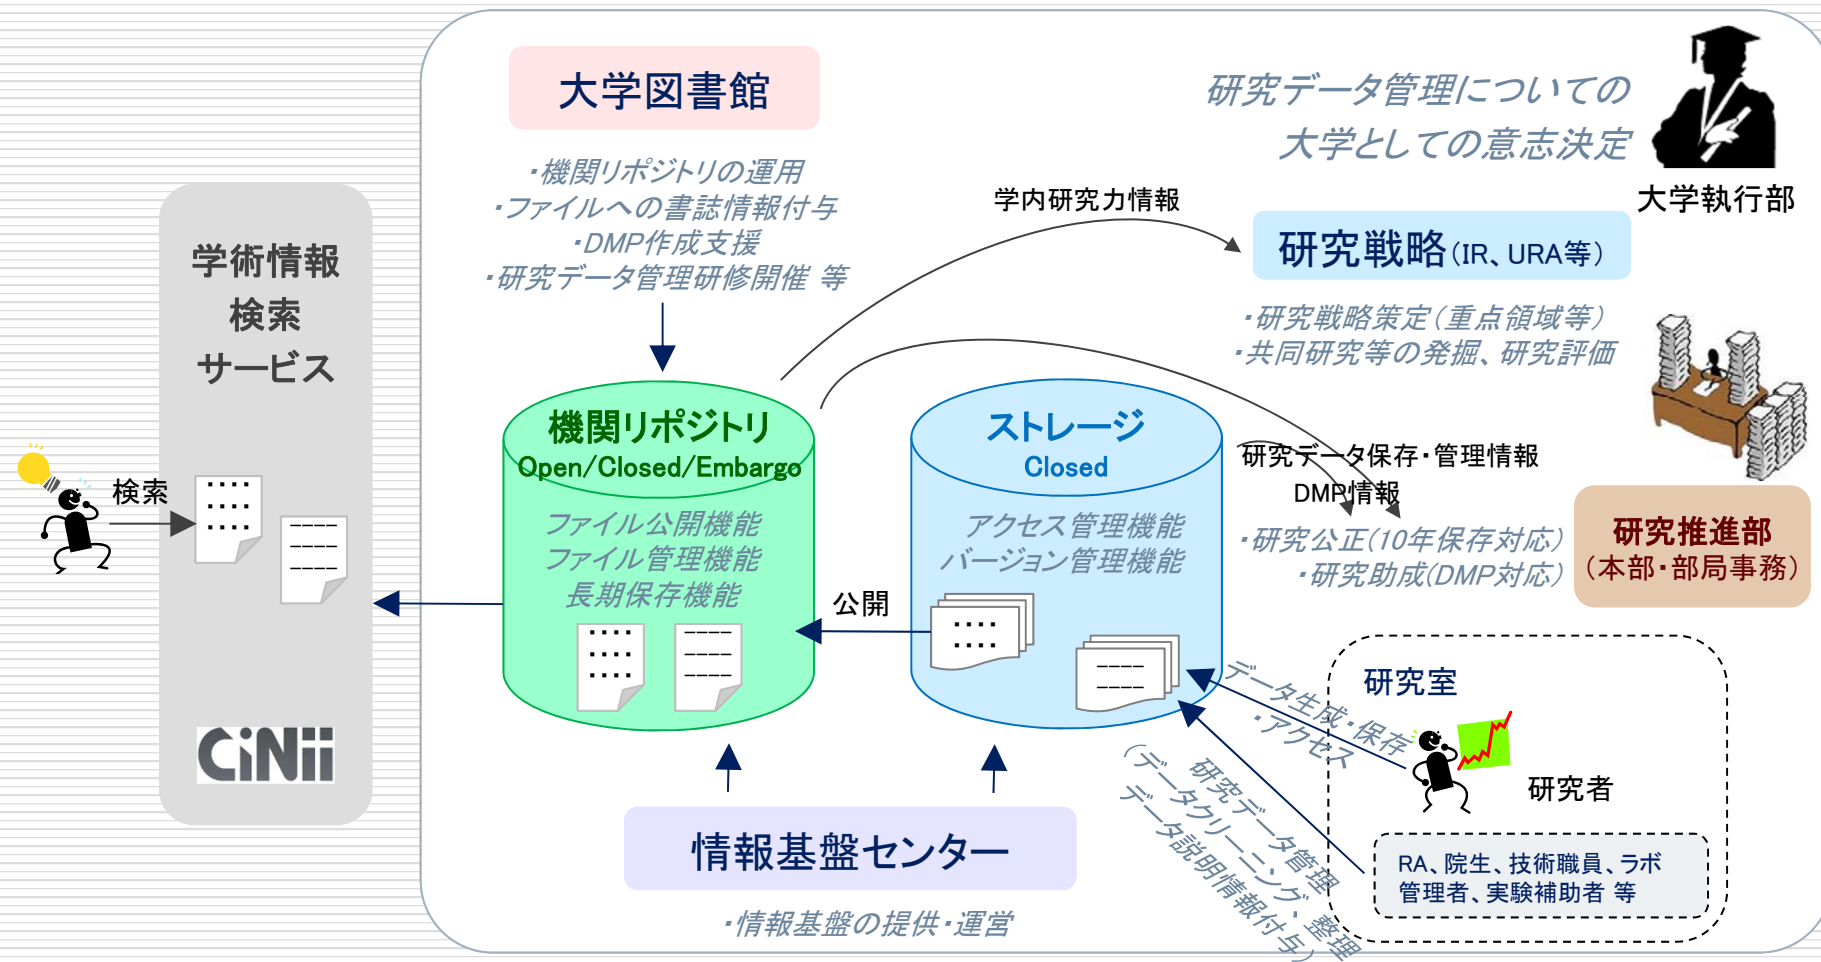 大学図書館
・機関リポジトリの運用
・ファイルへの書誌情報付与
・DMP作成支援
・研究データ管理研修開催 等
研究データ管理についての
大学としての意志決定
大学執行部
学内研究力情報
研究戦略（IR、URA等）
・研究戦略策定（重点領域等）
・共同研究等の発掘、研究評価
学術情報
検索
サービス
検索
CiNii
機関リポジトリ
Open/Closed/Embargo
ファイル公開機能
ファイル管理機能
長期保存機能
公開
ストレージ
Closed
アクセス管理機能
バージョン管理機能
研究データ保存・管理情報
DMP情報
・研究公正(10年保存対応)
・研究助成(DMP対応)
研究推進部
（本部・部局事務）
研究室
データ生成・保存
・アクセス
研究者
研究データ管理
（データクリーニング、整理
データ説明情報付与）
RA、院生、技術職員、ラボ
管理者、実験補助者 等
情報基盤センター
・情報基盤の提供・運営